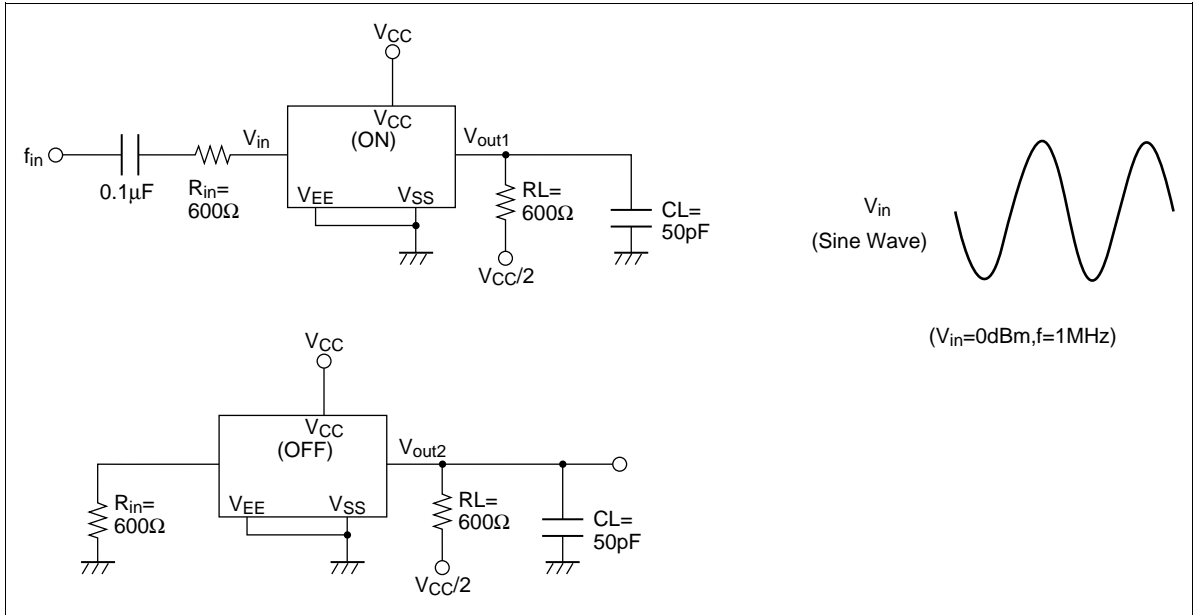 VCC
VCC
(ON)
fin
0.1μF
Rin=
600Ω
Vin
VEE
VSS
Vout1
RL=
600Ω
VCC/2
CL=
50pF
Vin
(Sine Wave)
(Vin=0dBm,f=1MHz)
VCC
VCC
(OFF)
Rin=
600Ω
VEE
VSS
Vout2
RL=
600Ω
VCC/2
CL=
50pF